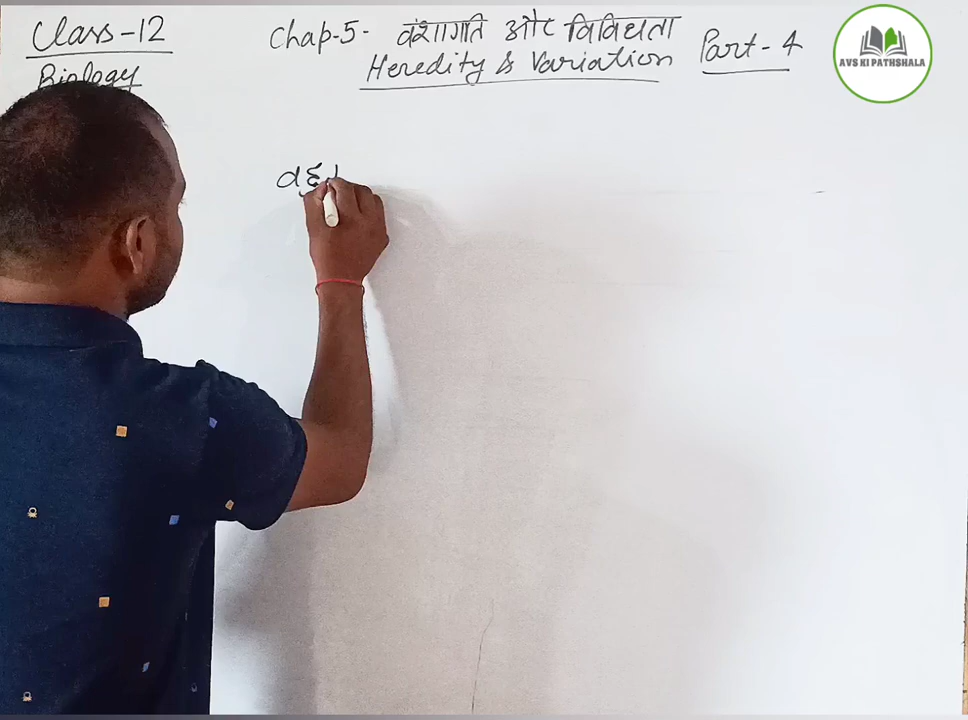 Class-12
Biology
Chap-5- वंशागति और विविधता
Heredity & Variation
Part-4
AVS KI PATHSHALA